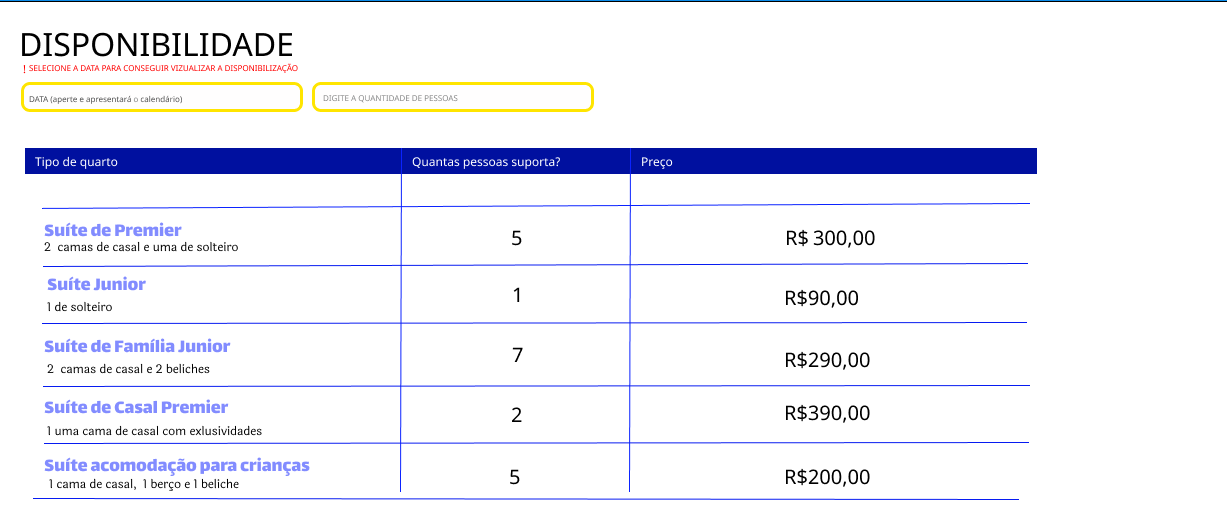 DISPONIBILIDADE
! SELECIONE A DATA PARA CONSEGUIR VIZUALIZAR A DISPONIBILIZAÇÃO
DATA (aperte e apresentará o calendário) DIGITE A QUANTIDADE DE PESSOAS
Tipo de quarto Quantas pessoas suporta? Preço
Suíte de Premier
2 camas de casal e uma de solteiro 5 R$ 300,00
Suíte Junior
1 de solteiro 1 R$90,00
Suíte de Família Junior
2 camas de casal e 2 beliches 7 R$290,00
Suíte de Casal Premier
1 uma cama de casal com exlusividades 2 R$390,00
Suíte acomodação para crianças
1 cama de casal, 1 berço e 1 beliche 5 R$200,00